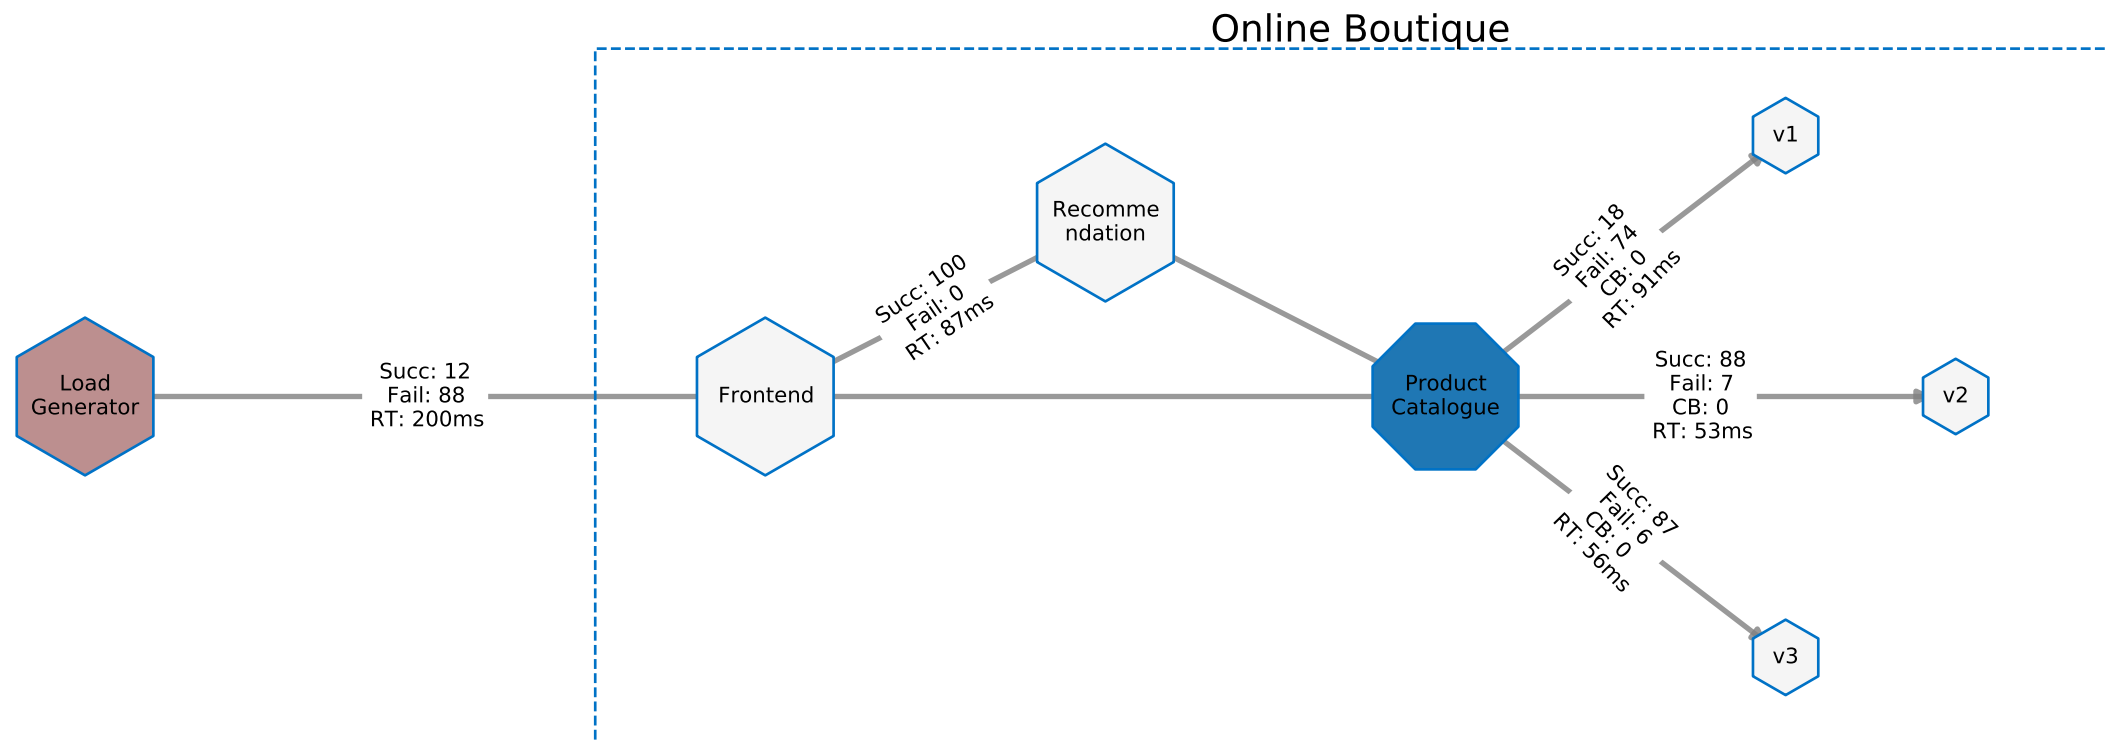 Online Boutique
Load
Generator
Succ: 12
Fail: 88
RT: 200ms
Frontend
Succ: 100
Fail: 0
RT: 87ms
Recomme
ndation
Product
Catalogue
Succ: 18
Fail: 74
CB: 0
RT: 91ms
v1
Succ: 88
Fail: 7
CB: 0
RT: 53ms
v2
Succ: 87
Fail: 6
CB: 0
RT: 56ms
v3